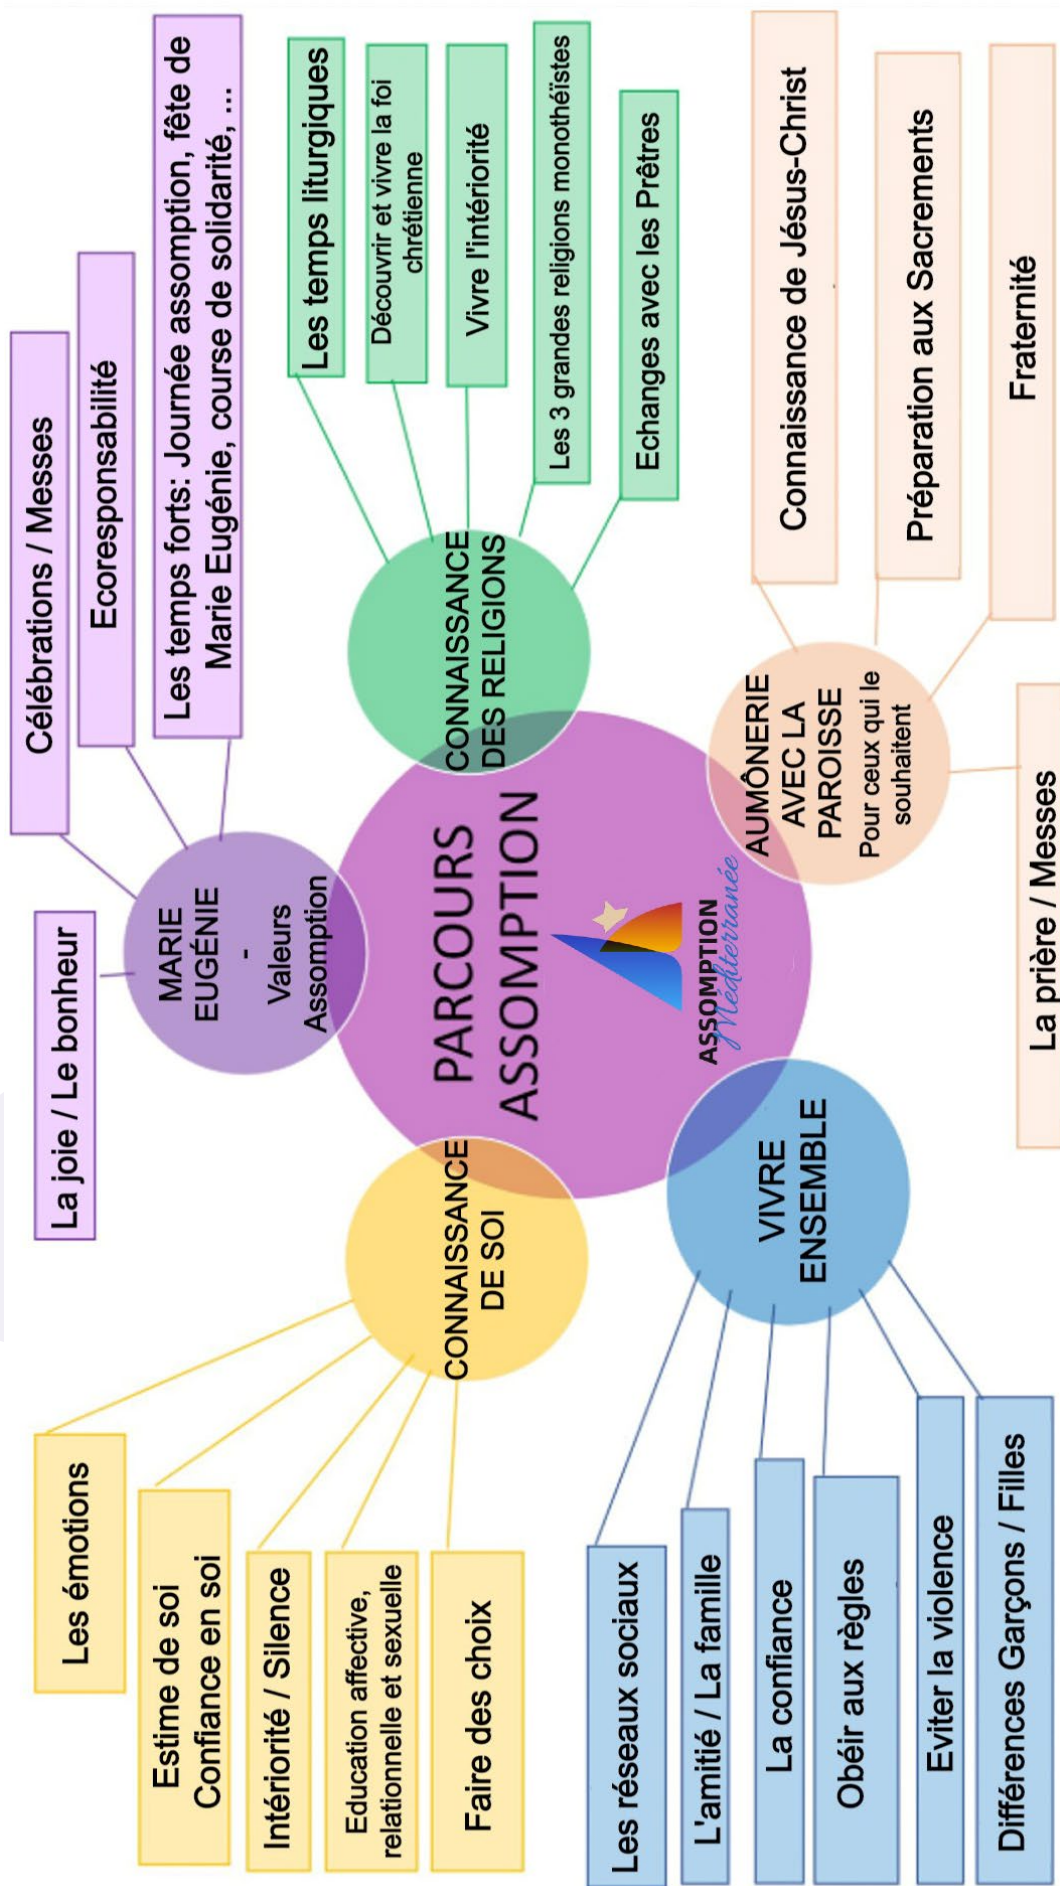 La joie / Le bonheur
Célébrations / Messes
Ecoresponsabilité
Les temps forts: Journée assomption, fête de
Marie Eugénie, course de solidarité, ...
MARIE
EUGÉNIE
-
Valeurs
Assomption
Les émotions
Estime de soi
Confiance en soi
Intériorité / Silence
Education affective,
relationnelle et sexuelle
Faire des choix
CONNAISSANCE
DE SOI
PARCOURS
ASSOMPTION
ASSOMPTION
Méditerranée
CONNAISSANCE
DES RELIGIONS
Les temps liturgiques
Découvrir et vivre la foi
chrétienne
Vivre l'intériorité
Les 3 grandes religions monothéïstes
Echanges avec les Prêtres
Les réseaux sociaux
L'amitié / La famille
La confiance
Obéir aux règles
Eviter la violence
Différences Garçons / Filles
VIVRE
ENSEMBLE
AUMÔNERIE
AVEC LA
PAROISSE
Pour ceux qui le
souhaitent
Connaissance de Jésus-Christ
Préparation aux Sacrements
Fraternité
La prière / Messes